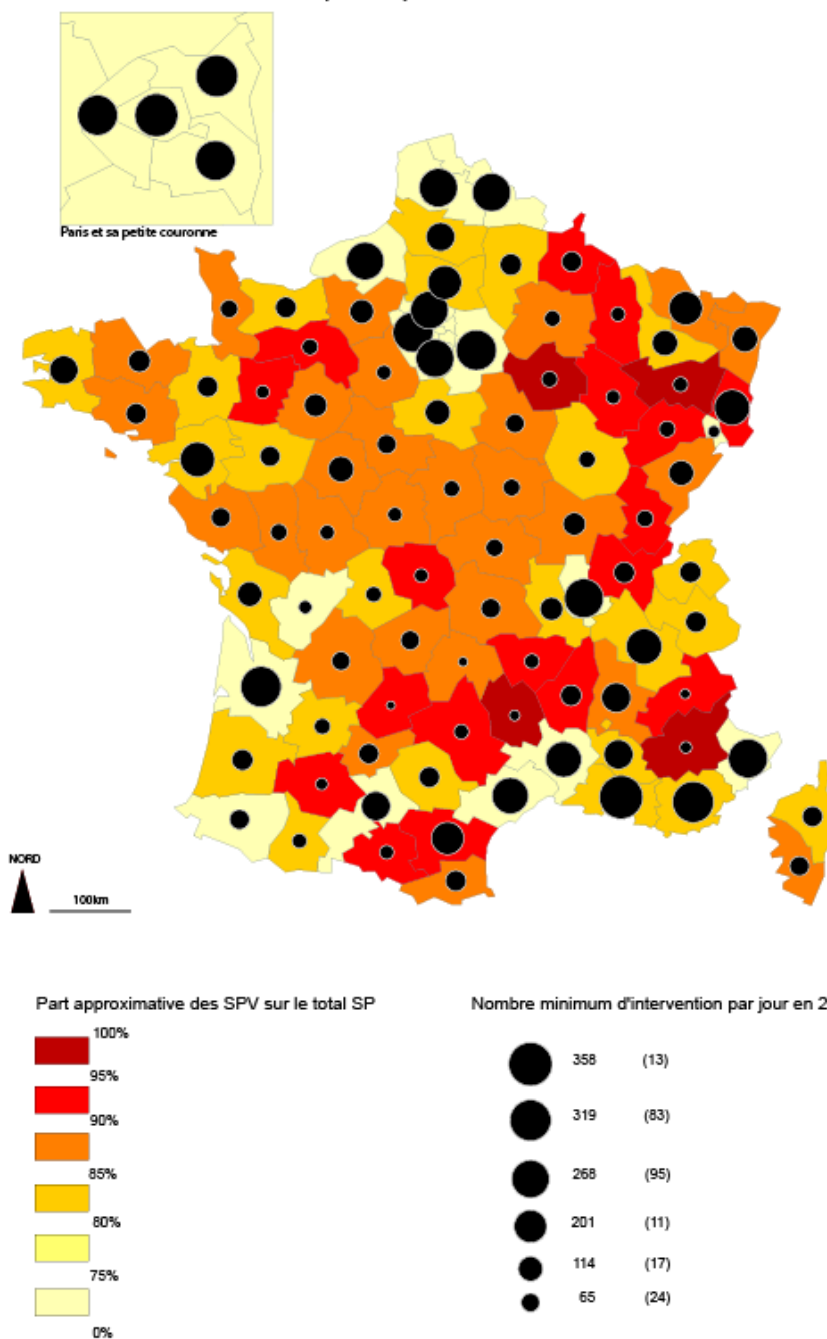 Paris et sa petite couronne
NORD
100km
Part approximative des SPV sur le total SP
100%
95%
90%
85%
80%
75%
0%
Nombre minimum d'intervention par jour en 2
358 (13)
319 (83)
268 (95)
201 (11)
114 (17)
65 (24)